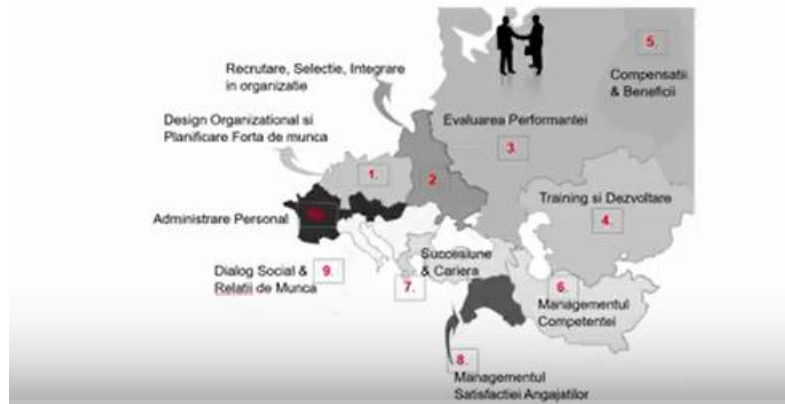 5.
Compensatii
& Beneficii
Recrutare, Selectie, Integrare
in organizatie
Design Organizational si
Planificare Forta de munca
Evaluarea Performantei
3.
1.
2.
Training si Dezvoltare
4.
Administrare Personal
Succesiune
& Cariera
7.
Dialog Social &
Relatii de Munca
9.
6.
Managementul
Competentei
8.
Managementul
Satisfactiei Angajatilor